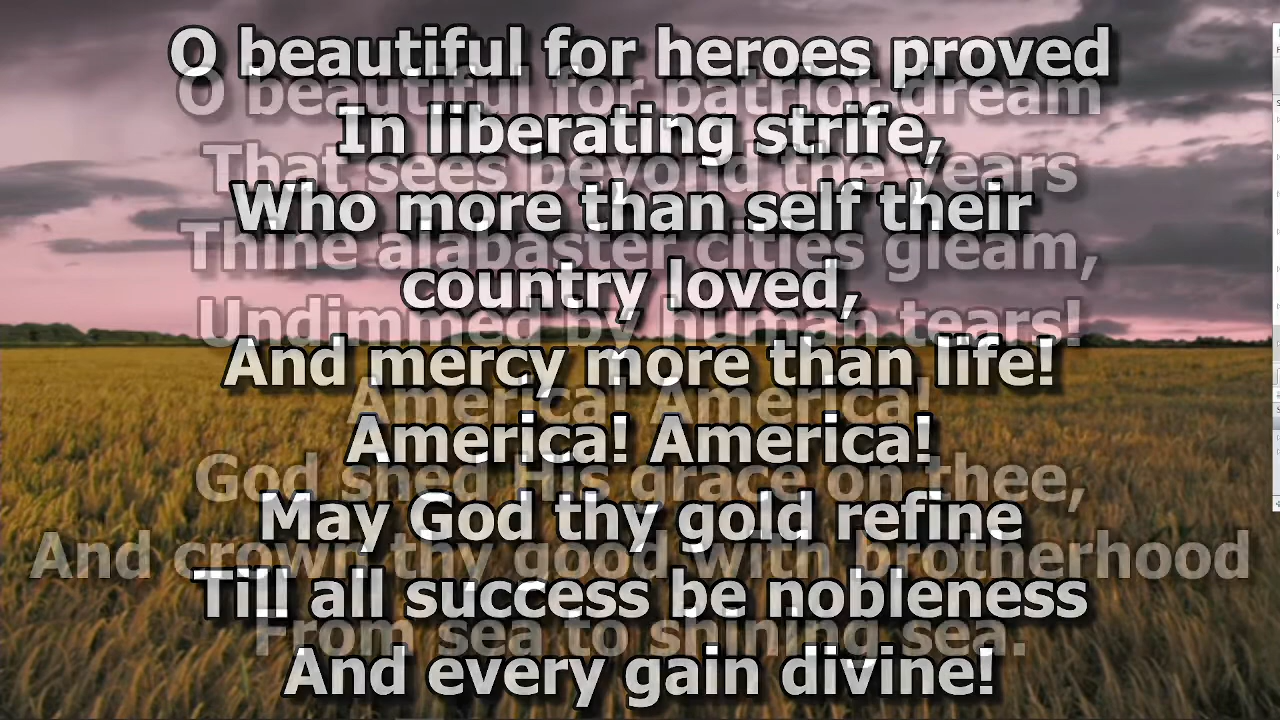 O beautiful for heroes proved
O beautiful for patriot dream
In liberating strife,
That sees beyond the years
Who more than self their
Thine alabaster cities gleam,
country loved,
Undimmed by human tears!
And mercy more than life!
America! America!
America! America!
God shed His grace on thee,
May God thy gold refine
And crown thy good with brotherhood
Till all success be nobleness
From sea to shining sea.
And every gain divine!